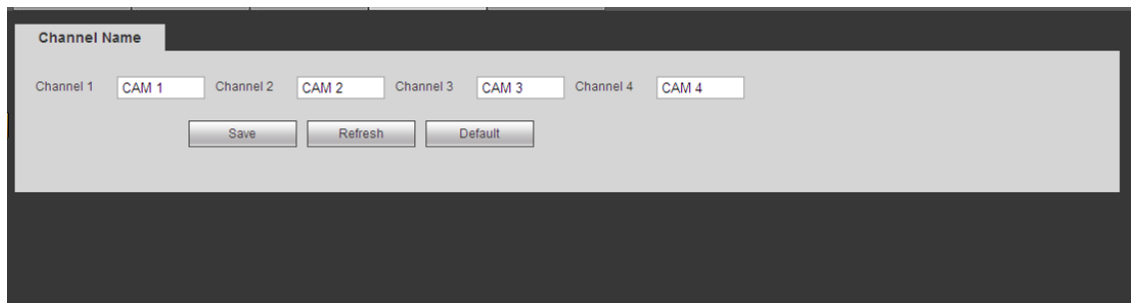 Channel Name
Channel 1 CAM 1 Channel 2 CAM 2 Channel 3 CAM 3 Channel 4 CAM 4
Save Refresh Default